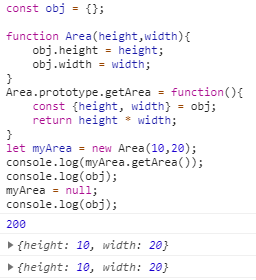 const obj = {};

function Area(height,width){
    obj.height = height;
    obj.width = width;
}
Area.prototype.getArea = function(){
    const {height, width} = obj;
    return height * width;
}
let myArea = new Area(10,20);
console.log(myArea.getArea());
console.log(obj);
myArea = null;
console.log(obj);
200
▶ {height: 10, width: 20}
▶ {height: 10, width: 20}